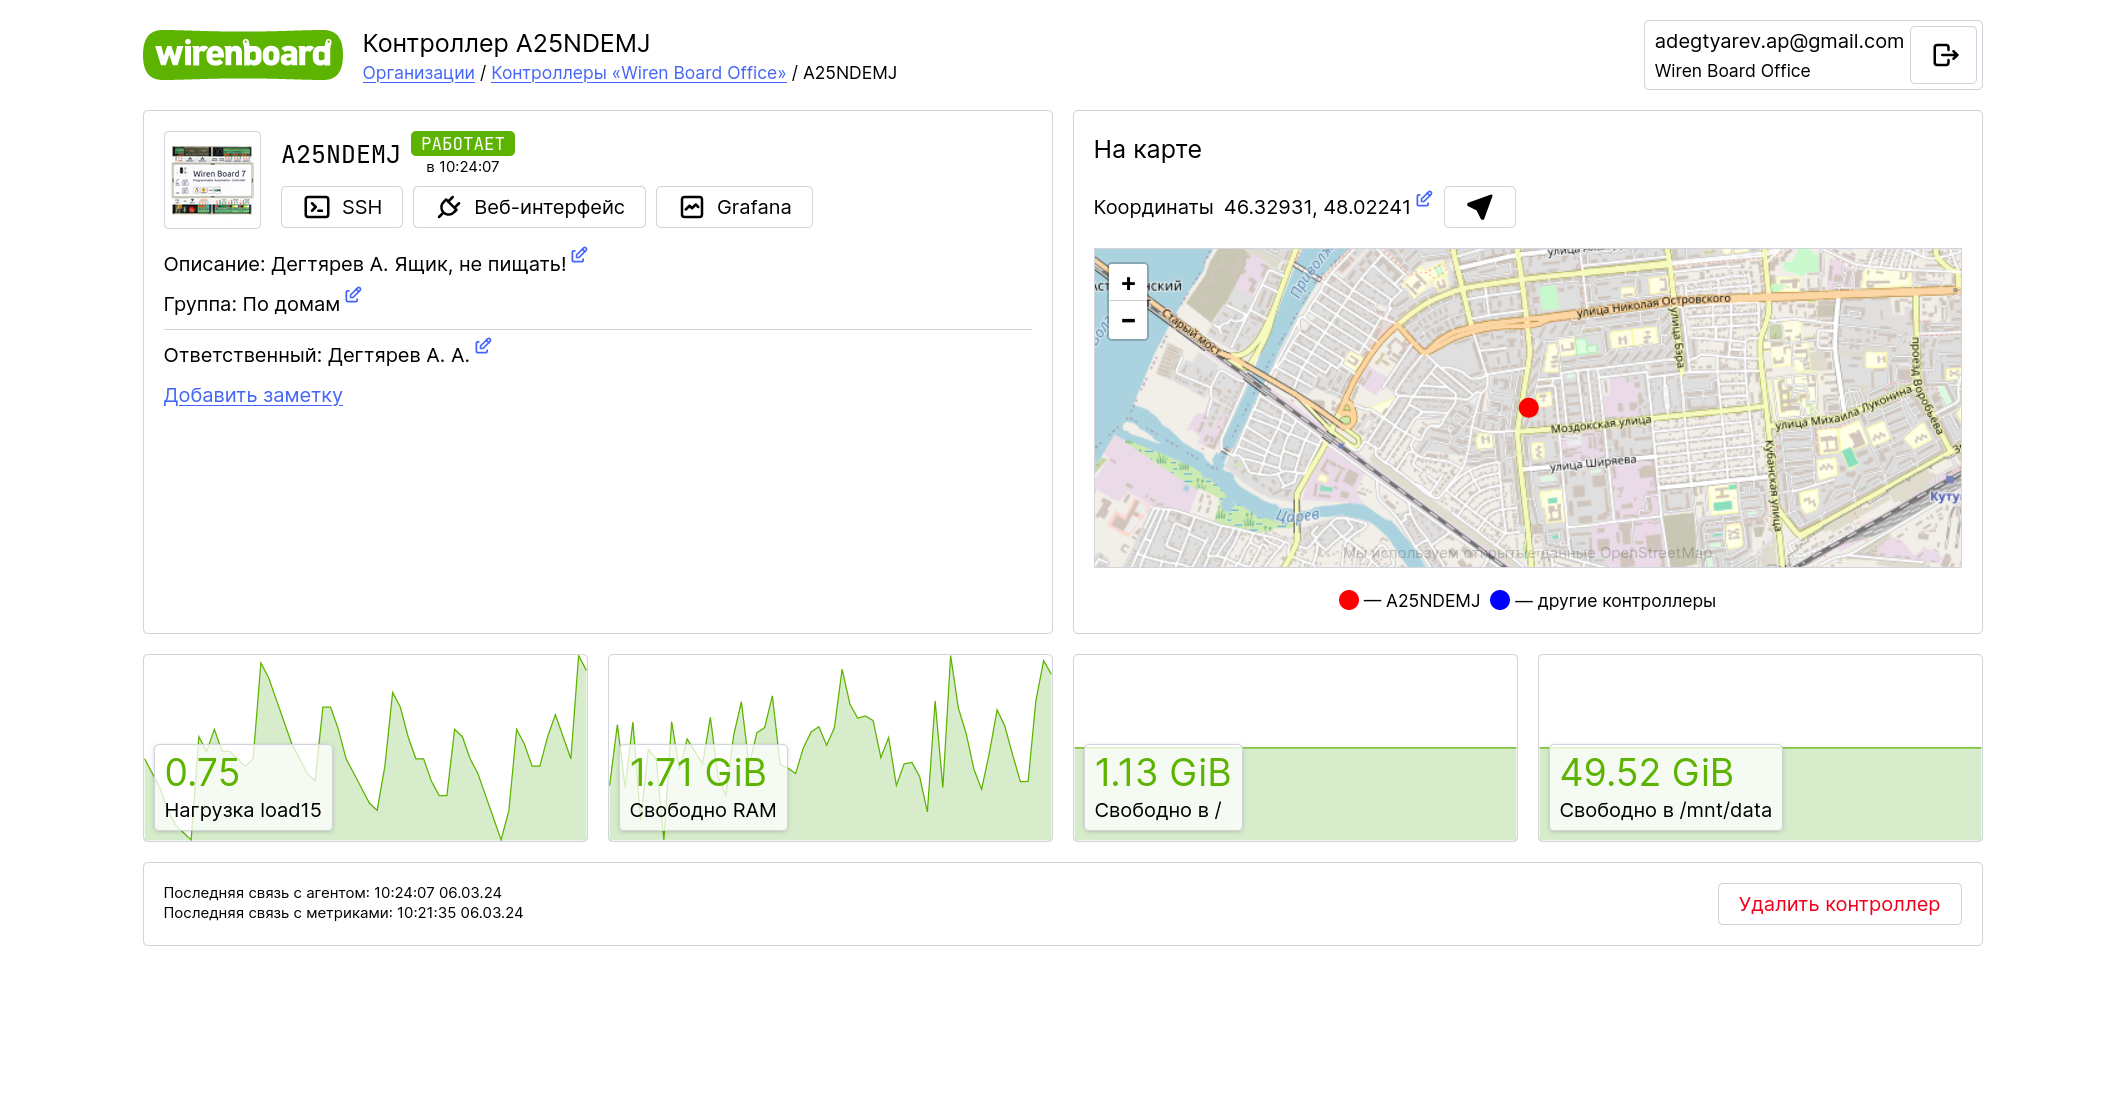 wirenboard
Контроллер A25NDEMJ
Организации / Контроллеры «Wiren Board Office» / A25NDEMJ
adegtyarev.ap@gmail.com
Wiren Board Office
A25NDEMJ
РАБОТАЕТ
в 10:24:07
Wiren Board 7
SSH
Веб-интерфейс
Grafana
Описание: Дегтярев А. Ящик, не пищать!
Группа: По домам
Ответственный: Дегтярев А. А.
Добавить заметку
На карте
Координаты 46.32931, 48.02241
+
−
Старый мост
улица Николая Островского
улица Бэра
проезд Воробьёва
Моздокская улица
улица Михаила Луконина
улица Ширяева
Кубанская улица
Царев
Мы используем открытые данные OpenStreetMap
— A25NDEMJ
— другие контроллеры
0.75
Нагрузка load15
1.71 GiB
Свободно RAM
1.13 GiB
Свободно в /
49.52 GiB
Свободно в /mnt/data
Последняя связь с агентом: 10:24:07 06.03.24
Последняя связь с метриками: 10:21:35 06.03.24
Удалить контроллер